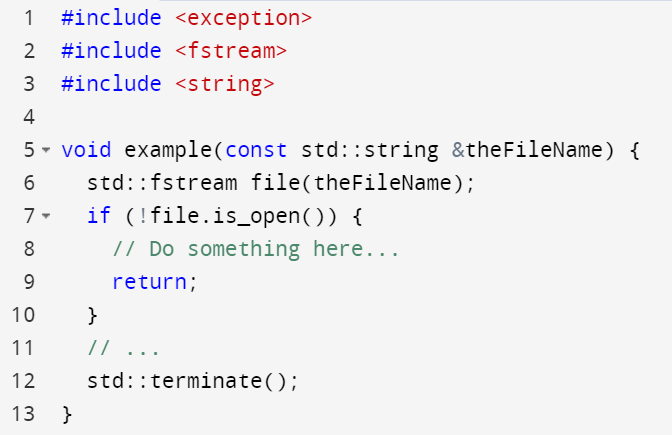 1 #include <exception>
2 #include <fstream>
3 #include <string>
4
5 void example(const std::string &theFileName) {
6   std::fstream file(theFileName);
7   if (!file.is_open()) {
8     // Do something here...
9     return;
10   }
11   // ...
12   std::terminate();
13 }